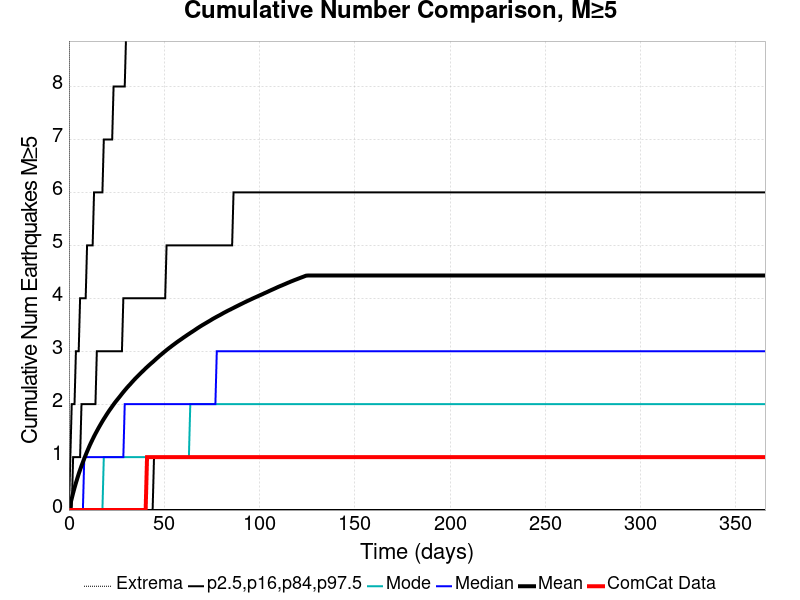 Cumulative Number Comparison, M≥5
Cumulative Num Earthquakes M≥5
8
7
6
5
4
3
2
1
0
0 50 100 150 200 250 300 350
Time (days)
Extrema p2.5,p16,p84,p97.5 Mode Median Mean ComCat Data